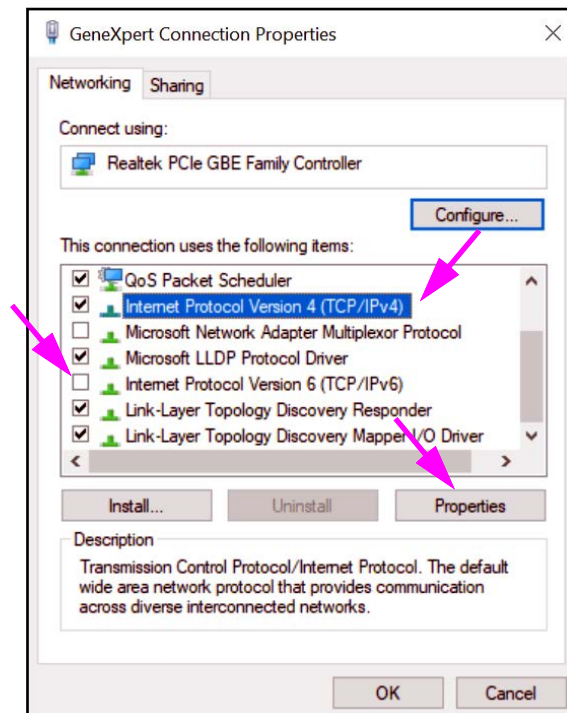 GeneXpert Connection Properties
Networking
Sharing
Connect using:
Realtek PCIe GBE Family Controller
Configure...
This connection uses the following items:
QoS Packet Scheduler
Internet Protocol Version 4 (TCP/IPv4)
Microsoft Network Adapter Multiplexor Protocol
Microsoft LLDP Protocol Driver
Internet Protocol Version 6 (TCP/IPv6)
Link-Layer Topology Discovery Responder
Link-Layer Topology Discovery Mapper I/O Driver
Install...
Uninstall
Properties
Description
Transmission Control Protocol/Internet Protocol. The default
wide area network protocol that provides communication
across diverse interconnected networks.
OK
Cancel